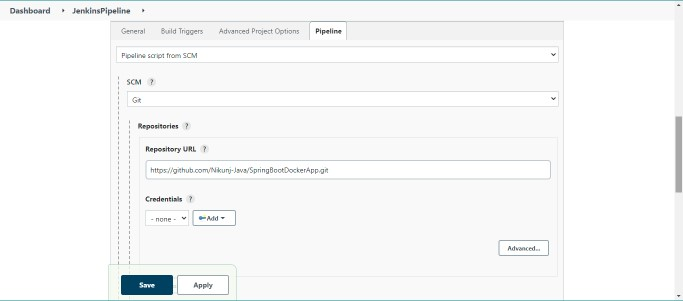 Dashboard JenkinsPipeline
General Build Triggers Advanced Project Options Pipeline
Pipeline script from SCM
SCM ?
Git
Repositories ?
Repository URL ?
https://github.com/Nikunj-Java/SpringBootDockerApp.git
Credentials ?
- none - Add
Advanced...
Save Apply